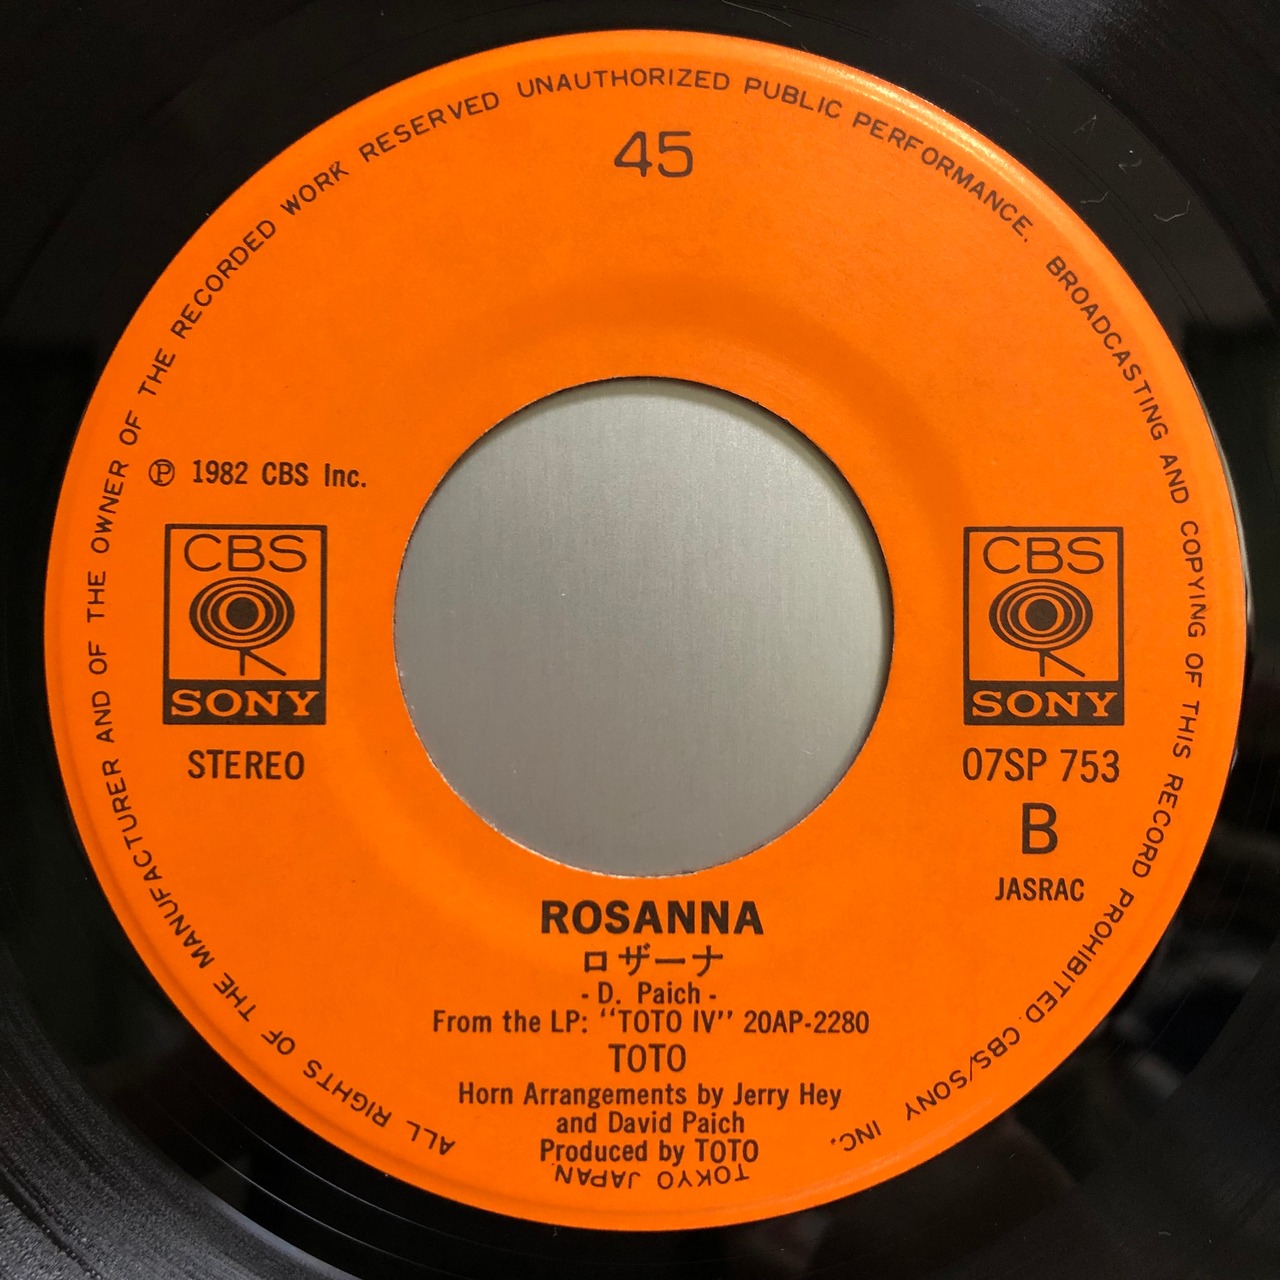 ALL RIGHTS OF THE MANUFACTURER AND OF THE OWNER OF THE RECORDED WORK RESERVED UNAUTHORIZED PUBLIC PERFORMANCE. BROADCASTING AND COPYING OF THIS RECORD PROHIBITED. CBS/SONY INC.
TOKYO JAPAN
45
Ⓟ 1982 CBS Inc.
CBS
SONY
STEREO
CBS
SONY
07SP 753
B
JASRAC
ROSANNA
ロザーナ
- D. Paich -
From the LP: “TOTO IV” 20AP-2280
TOTO
Horn Arrangements by Jerry Hey
and David Paich
Produced by TOTO